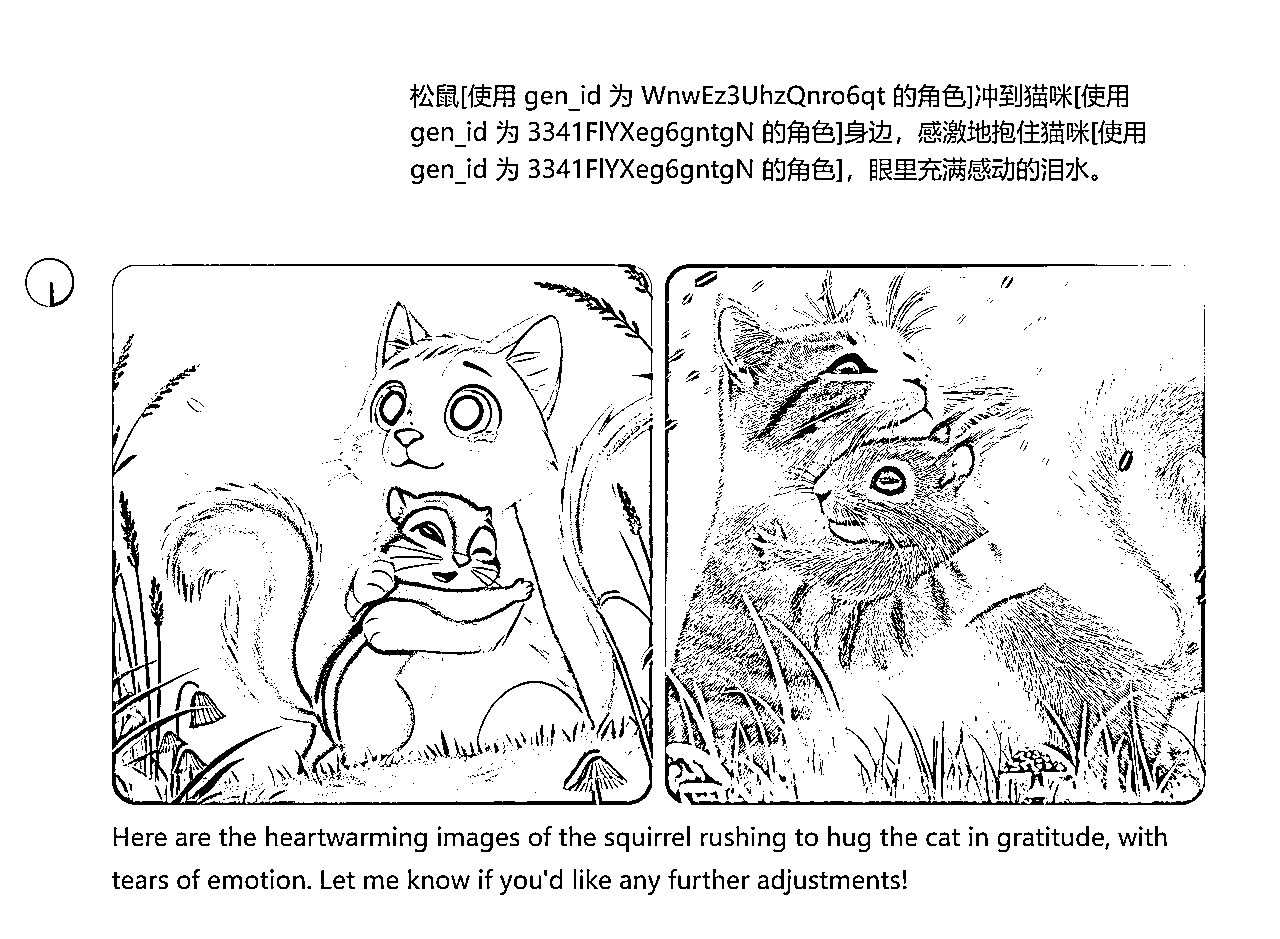 松鼠[使用 gen_id 为 WnwEz3UhzQnro6qt 的角色]冲到猫咪[使用
gen_id 为 3341FlYXeg6gntgN 的角色]身边，感激地抱住猫咪[使用
gen_id 为 3341FlYXeg6gntgN 的角色]，眼里充满感动的泪水。
Here are the heartwarming images of the squirrel rushing to hug the cat in gratitude, with
tears of emotion. Let me know if you'd like any further adjustments!